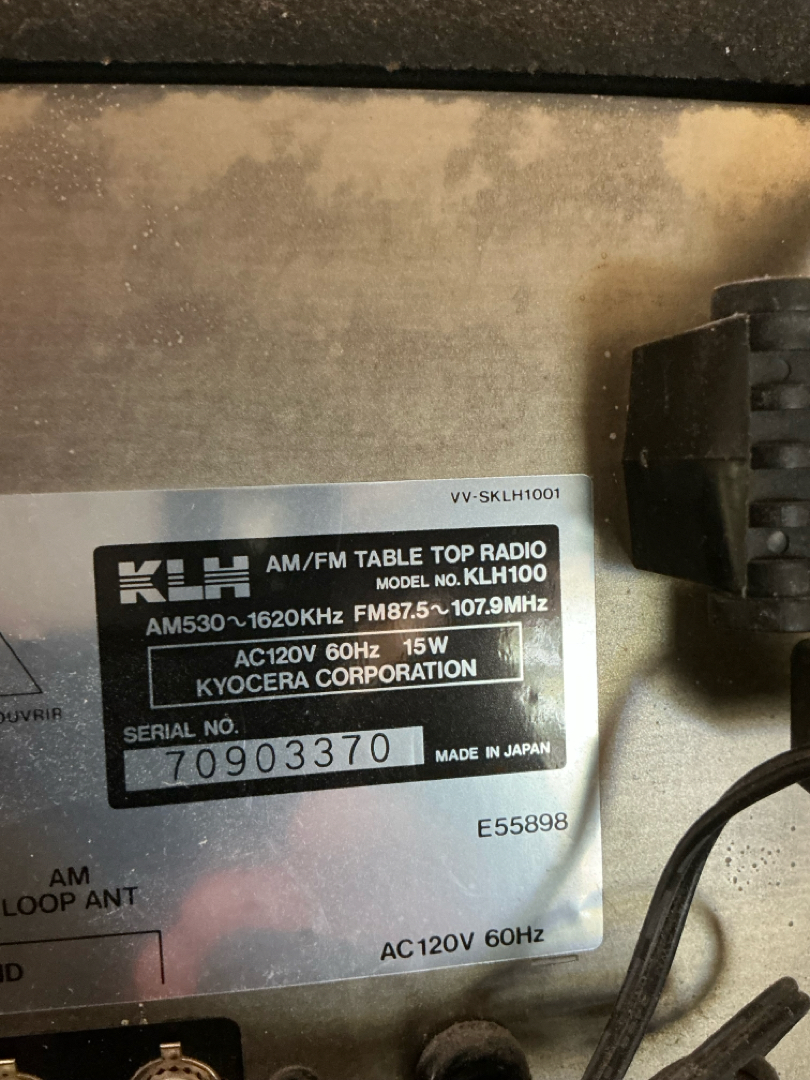 VV-SKLH1001
KLH AM/FM TABLE TOP RADIO
MODEL NO. KLH100
AM530~1620KHz FM87.5~107.9MHz
AC120V 60Hz 15W
KYOCERA CORPORATION
OUVRIR
SERIAL NO.
70903370 MADE IN JAPAN
E55898
AM
LOOP ANT
ND
AC120V 60Hz